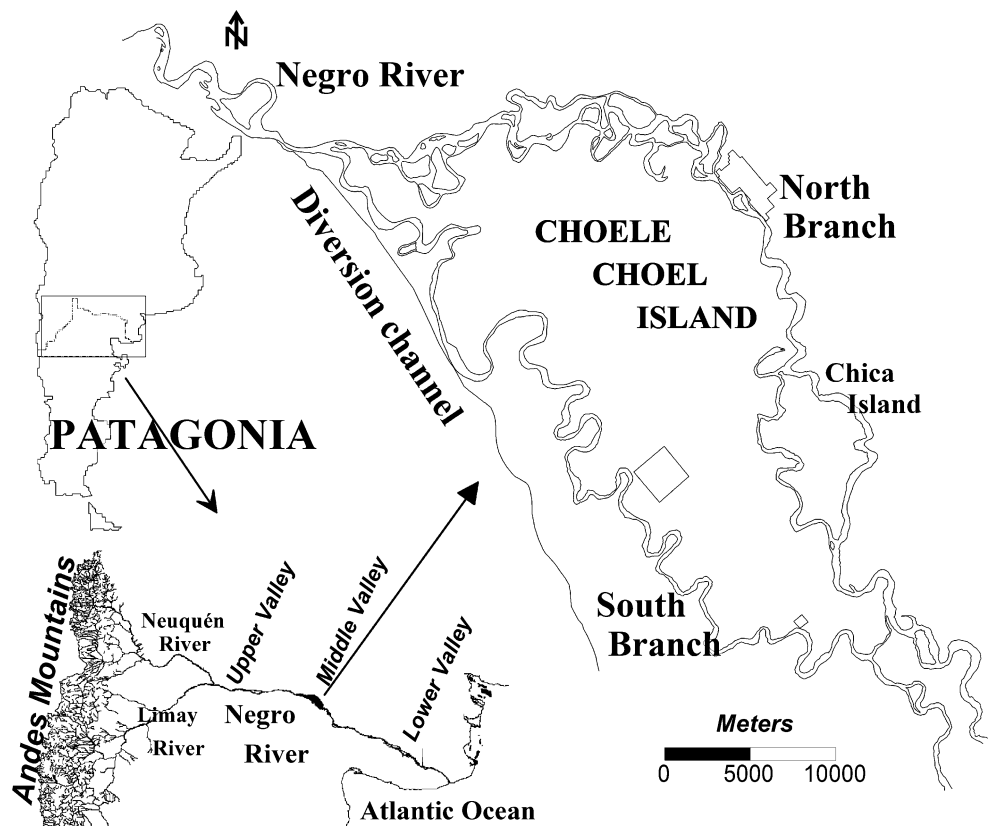 N
Negro River
North
Branch
Diversion channel
CHOELE
CHOEL
ISLAND
Chica
Island
PATAGONIA
South
Branch
Andes Mountains
Neuquén
River
Upper Valley
Middle Valley
Lower Valley
Limay
River
Negro
River
Atlantic Ocean
Meters
0 5000 10000